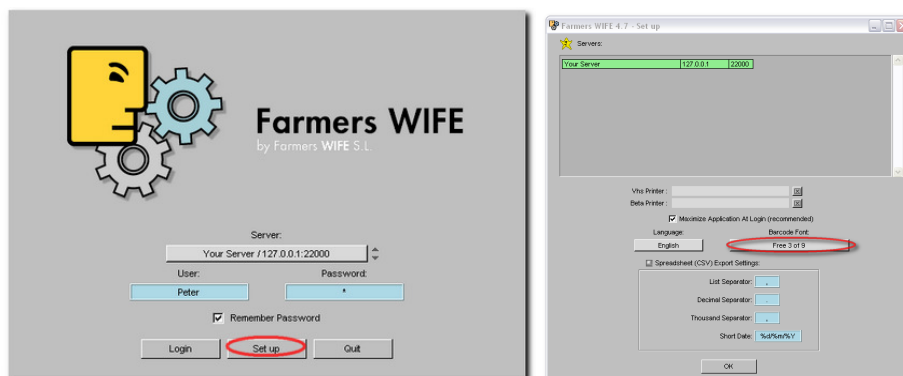 Farmers WIFE
by Farmers WIFE S.L.
Server:
Your Server / 127.0.0.1:22000
User:
Password:
Peter
*
Remember Password
Login
Set up
Quit
Farmers WIFE 4.7 - Set up
Servers:
Your Server 127.0.0.1 22000
Vhs Printer :
Beta Printer :
Maximize Application At Login (recommended)
Language:
Barcode Font:
English
Free 3 of 9
Spreadsheet (CSV) Export Settings:
List Separator: ,
Decimal Separator: .
Thousand Separator: ,
Short Date: %d/%m/%Y
OK